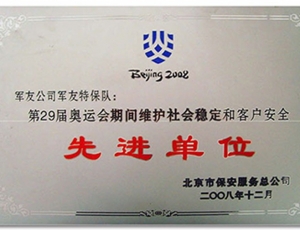 Beijing 2008
军友公司军友特保队：
第29届奥运会期间维护社会稳定和客户安全
先进单位
北京市保安服务总公司
二〇〇八年十二月